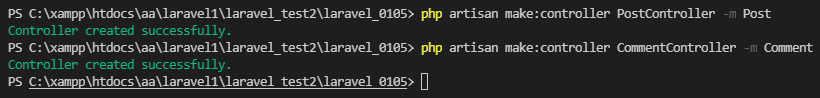 PS C:\xampp\htdocs\aa\laravel1\laravel_test2\laravel_0105> php artisan make:controller PostController -m Post
Controller created successfully.
PS C:\xampp\htdocs\aa\laravel1\laravel_test2\laravel_0105> php artisan make:controller CommentController -m Comment
Controller created successfully.
PS C:\xampp\htdocs\aa\laravel1\laravel_test2\laravel_0105>